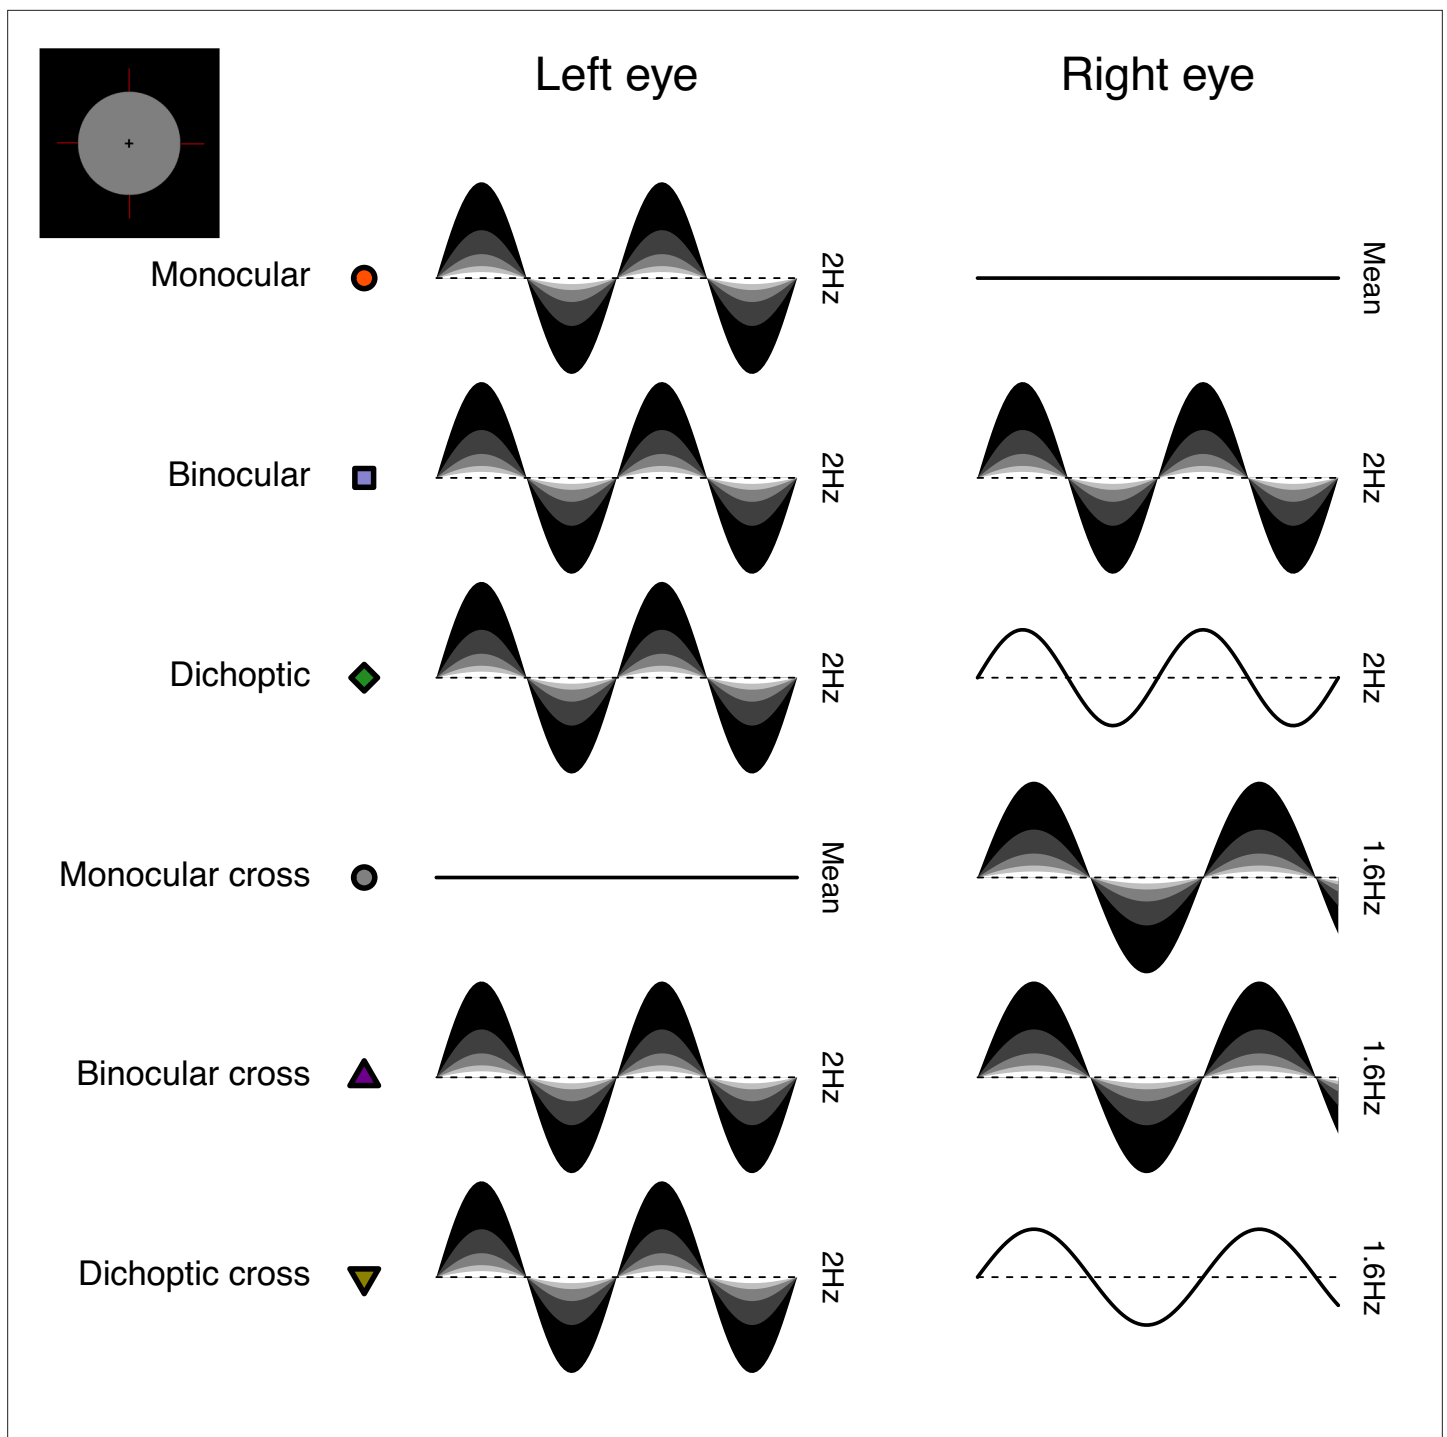 Left eye
Right eye
Monocular
2Hz
Mean
Binocular
2Hz
2Hz
Dichoptic
2Hz
2Hz
Monocular cross
Mean
1.6Hz
Binocular cross
2Hz
1.6Hz
Dichoptic cross
2Hz
1.6Hz